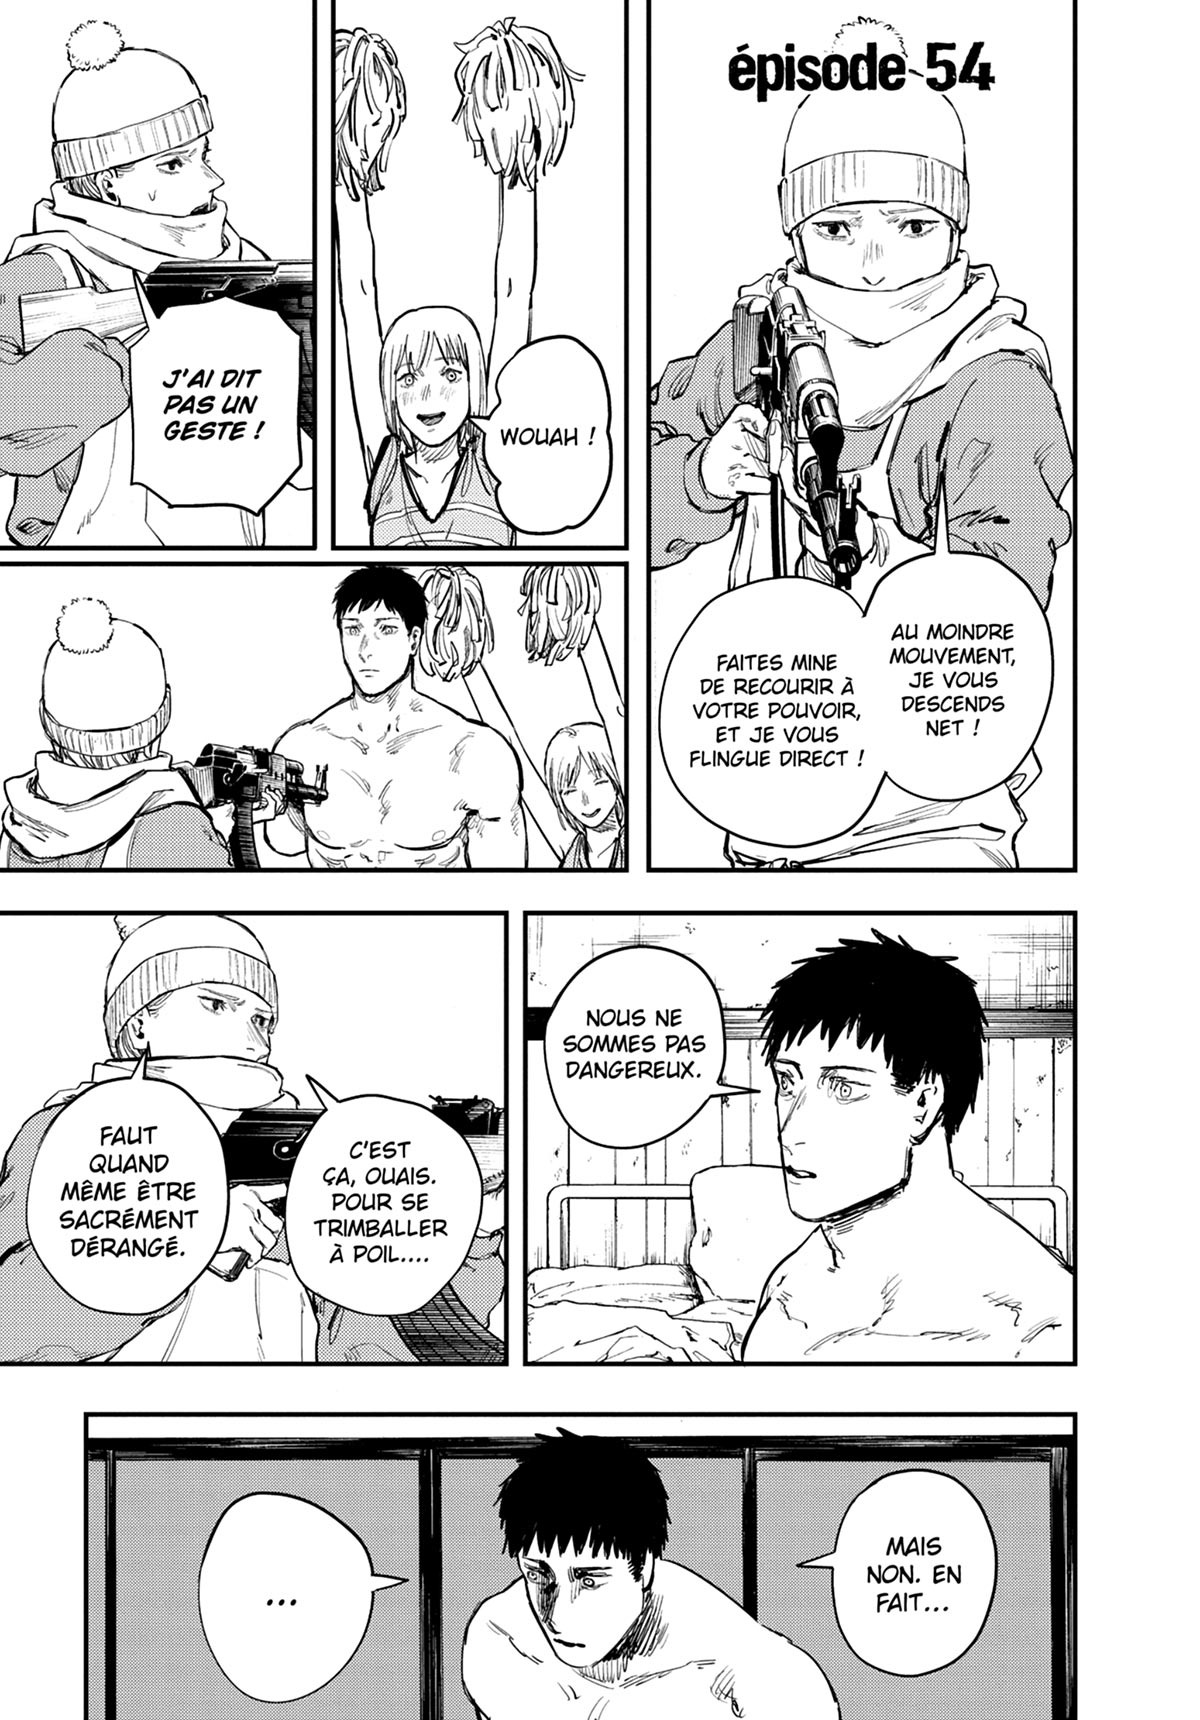 épisode 54
AU MOINDRE
MOUVEMENT,
JE VOUS
DESCENDS
NET !
FAITES MINE
DE RECOURIR À
VOTRE POUVOIR,
ET JE VOUS
FLINGUE DIRECT !
WOUAH !
J'AI DIT
PAS UN
GESTE !
NOUS NE
SOMMES PAS
DANGEREUX.
C'EST
ÇA, OUAIS.
POUR SE
TRIMBALLER
À POIL....
FAUT
QUAND
MÊME ÊTRE
SACRÉMENT
DÉRANGÉ.
MAIS
NON. EN
FAIT...
...